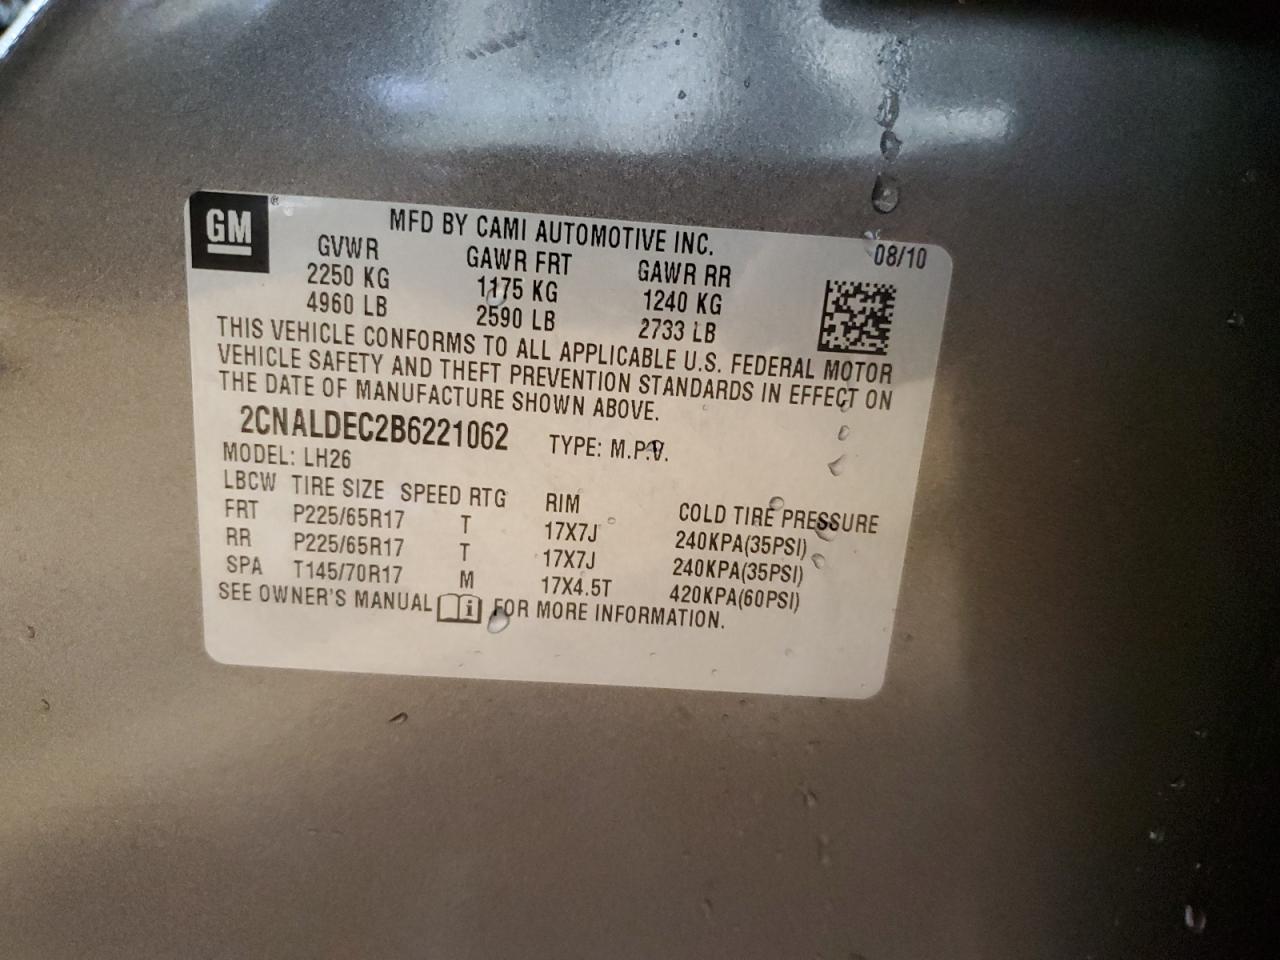 GM ®
MFD BY CAMI AUTOMOTIVE INC.
08/10
GVWR GAWR FRT GAWR RR
2250 KG 1175 KG 1240 KG
4960 LB 2590 LB 2733 LB
THIS VEHICLE CONFORMS TO ALL APPLICABLE U.S. FEDERAL MOTOR
VEHICLE SAFETY AND THEFT PREVENTION STANDARDS IN EFFECT ON
THE DATE OF MANUFACTURE SHOWN ABOVE.
2CNALDEC2B6221062 TYPE: M.P.V.
MODEL: LH26
LBCW TIRE SIZE SPEED RTG RIM COLD TIRE PRESSURE
FRT P225/65R17 T 17X7J 240KPA(35PSI)
RR P225/65R17 T 17X7J 240KPA(35PSI)
SPA T145/70R17 M 17X4.5T 420KPA(60PSI)
SEE OWNER'S MANUAL i FOR MORE INFORMATION.